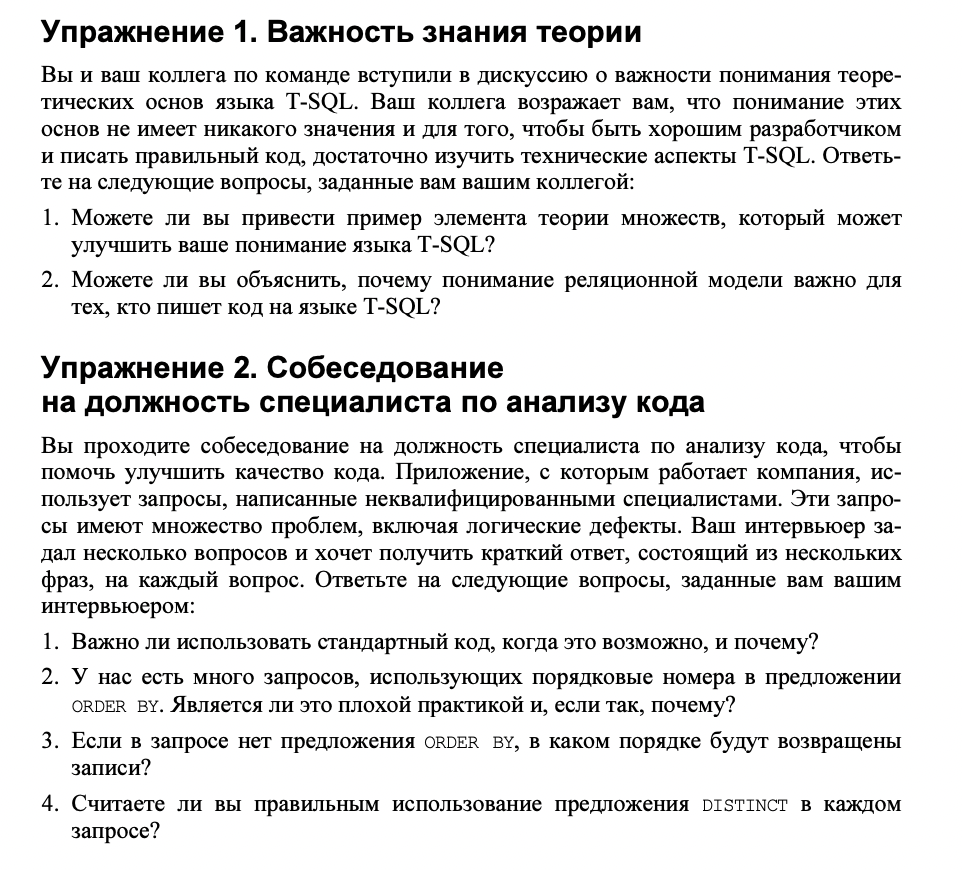 Упражнение 1. Важность знания теории
Вы и ваш коллега по команде вступили в дискуссию о важности понимания теоре-
тических основ языка T-SQL. Ваш коллега возражает вам, что понимание этих
основ не имеет никакого значения и для того, чтобы быть хорошим разработчиком
и писать правильный код, достаточно изучить технические аспекты T-SQL. Ответь-
те на следующие вопросы, заданные вам вашим коллегой:
1. Можете ли вы привести пример элемента теории множеств, который может
улучшить ваше понимание языка T-SQL?
2. Можете ли вы объяснить, почему понимание реляционной модели важно для
тех, кто пишет код на языке T-SQL?
Упражнение 2. Собеседование
на должность специалиста по анализу кода
Вы проходите собеседование на должность специалиста по анализу кода, чтобы
помочь улучшить качество кода. Приложение, с которым работает компания, ис-
пользует запросы, написанные неквалифицированными специалистами. Эти запро-
сы имеют множество проблем, включая логические дефекты. Ваш интервьюер за-
дал несколько вопросов и хочет получить краткий ответ, состоящий из нескольких
фраз, на каждый вопрос. Ответьте на следующие вопросы, заданные вам вашим
интервьюером:
1. Важно ли использовать стандартный код, когда это возможно, и почему?
2. У нас есть много запросов, использующих порядковые номера в предложении
ORDER BY. Является ли это плохой практикой и, если так, почему?
3. Если в запросе нет предложения ORDER BY, в каком порядке будут возвращены
записи?
4. Считаете ли вы правильным использование предложения DISTINCT в каждом
запросе?